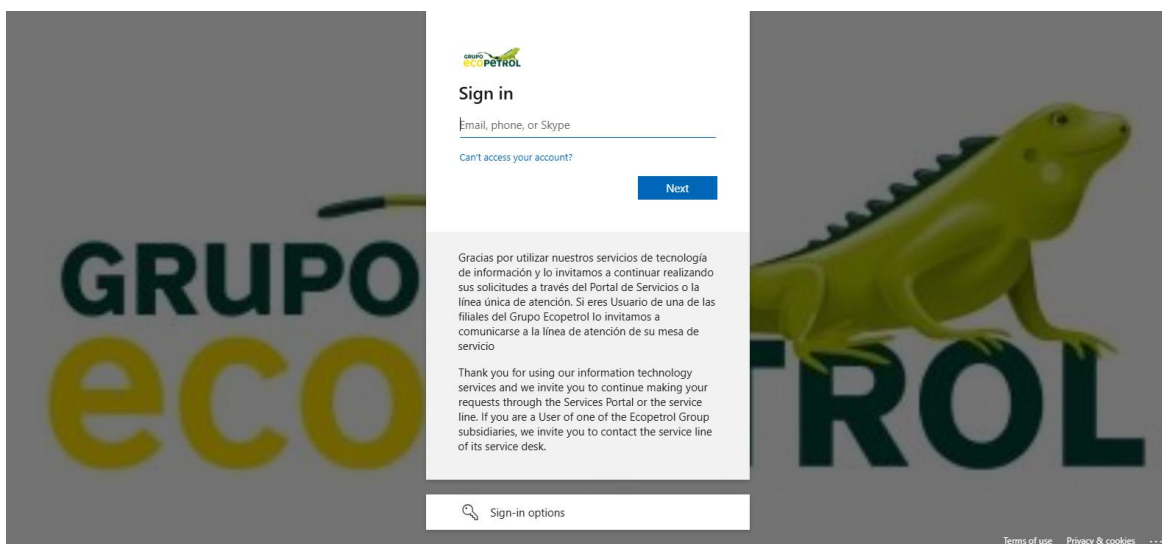 GRUPO
ecopetrol
Sign in
Email, phone, or Skype
Can't access your account?
Next
Gracias por utilizar nuestros servicios de tecnología
de información y lo invitamos a continuar realizando
sus solicitudes a través del Portal de Servicios o la
línea única de atención. Si eres Usuario de una de las
filiales del Grupo Ecopetrol lo invitamos a
comunicarse a la línea de atención de su mesa de
servicio
Thank you for using our information technology
services and we invite you to continue making your
requests through the Services Portal or the service
line. If you are a User of one of the Ecopetrol Group
subsidiaries, we invite you to contact the service line
of its service desk.
Sign-in options
GRUPO
eco TROL
Terms of use Privacy & cookies ...